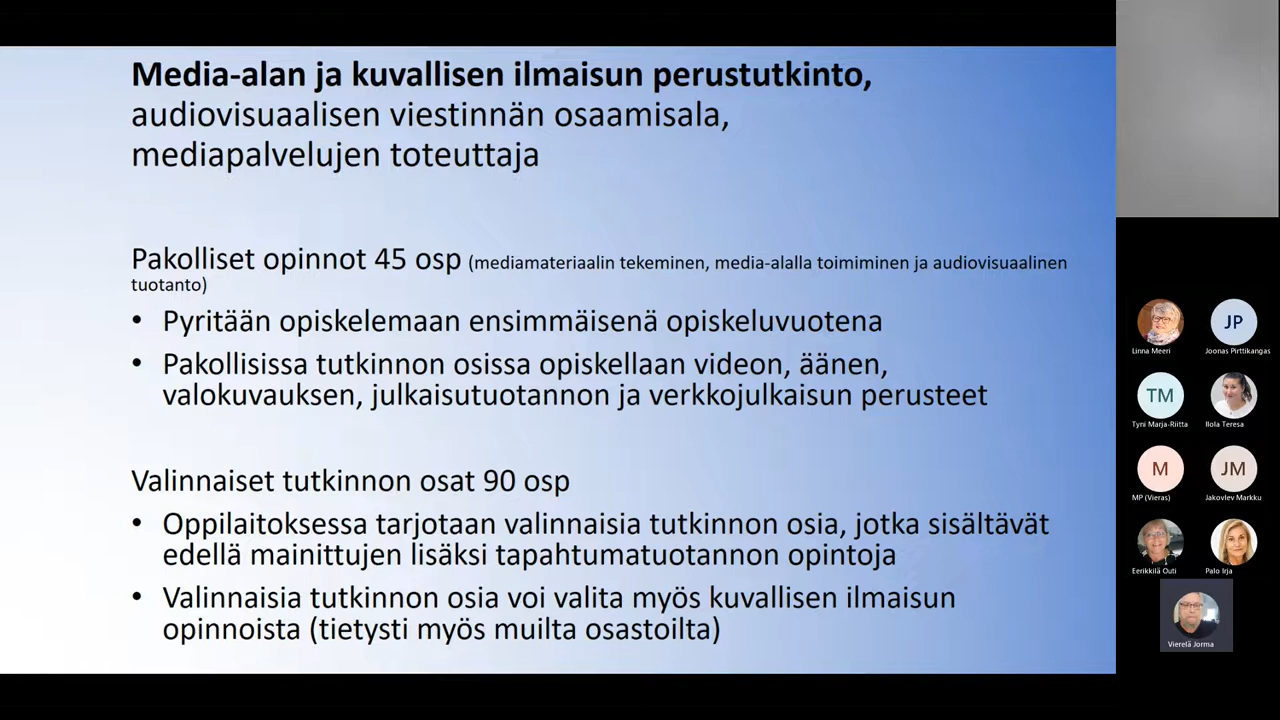 Media-alan ja kuvallisen ilmaisun perustutkinto,
audiovisuaalisen viestinnän osaamisala,
mediapalvelujen toteuttaja
Pakolliset opinnot 45 osp (mediamateriaalin tekeminen, media-alalla toimiminen ja audiovisuaalinen
tuotanto)
• Pyritään opiskelemaan ensimmäisenä opiskeluvuotena
• Pakollisissa tutkinnon osissa opiskellaan videon, äänen,
valokuvauksen, julkaisutuotannon ja verkkojulkaisun perusteet
Valinnaiset tutkinnon osat 90 osp
• Oppilaitoksessa tarjotaan valinnaisia tutkinnon osia, jotka sisältävät
edellä mainittujen lisäksi tapahtumatuotannon opintoja
• Valinnaisia tutkinnon osia voi valita myös kuvallisen ilmaisun
opinnoista (tietysti myös muilta osastoilta)
Linna Meeri
JP
Joonas Pirttikangas
TM
Tyni Marja-Riitta
Ilola Teresa
M
MP (Vieras)
JM
Jakovlev Markku
Eerikkilä Outi
Palo Irja
Vierelä Jorma